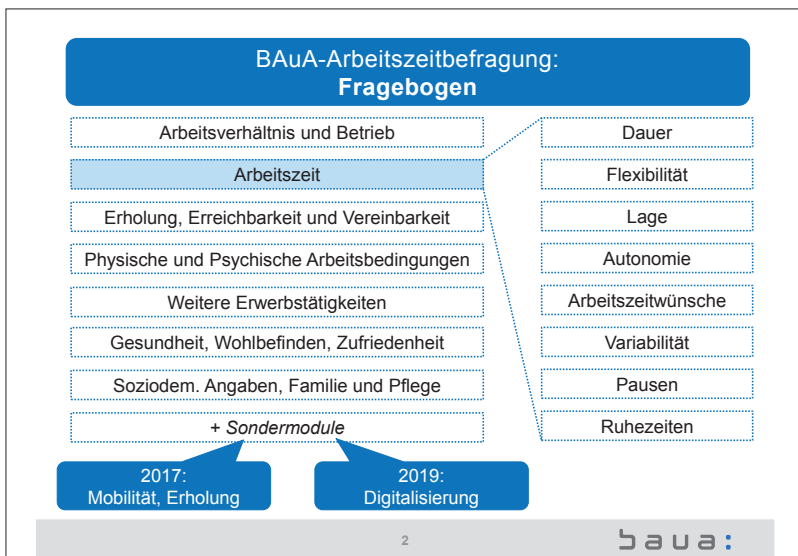 BAuA-Arbeitszeitbefragung:
Fragebogen
Arbeitsverhältnis und Betrieb
Arbeitszeit
Erholung, Erreichbarkeit und Vereinbarkeit
Physische und Psychische Arbeitsbedingungen
Weitere Erwerbstätigkeiten
Gesundheit, Wohlbefinden, Zufriedenheit
Soziodem. Angaben, Familie und Pflege
+ Sondermodule
Dauer
Flexibilität
Lage
Autonomie
Arbeitszeitwünsche
Variabilität
Pausen
Ruhezeiten
2017:
Mobilität, Erholung
2019:
Digitalisierung
2
baua: